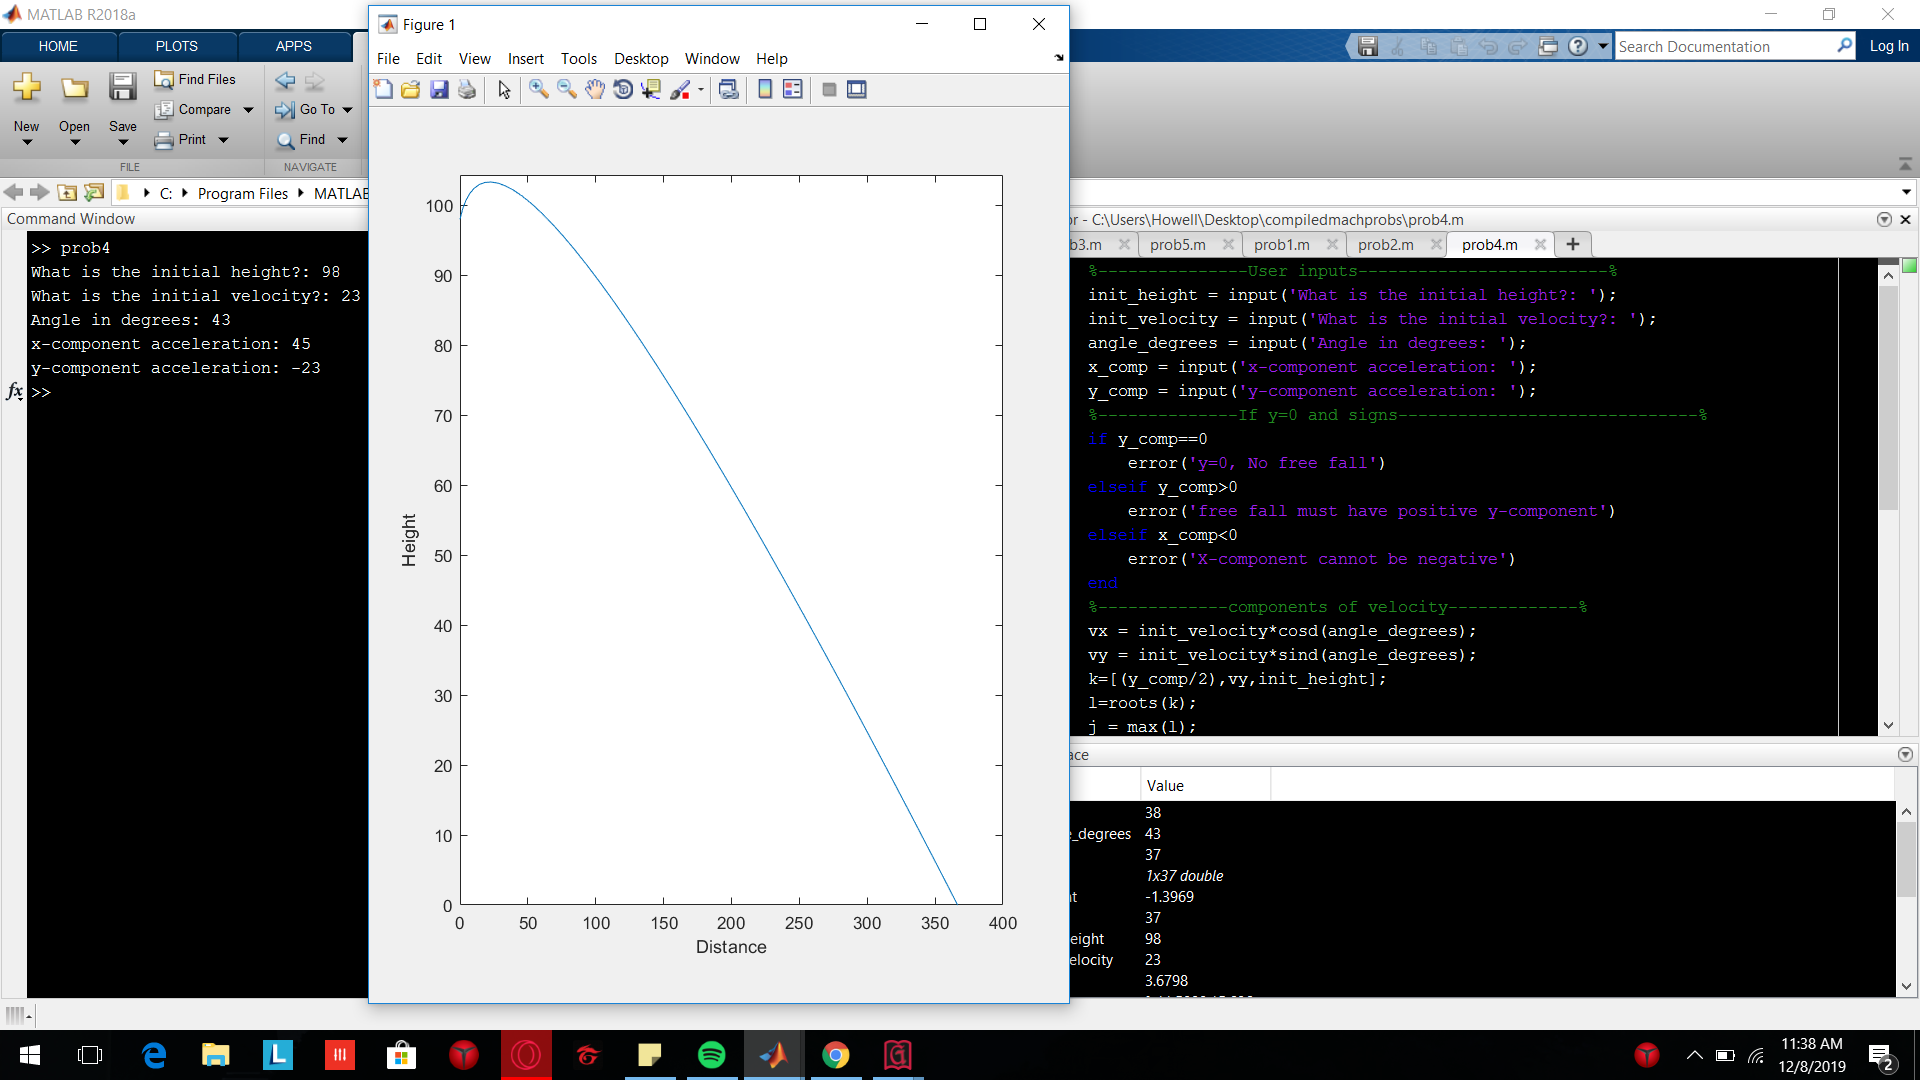 MATLAB R2018a
HOME PLOTS APPS
Search Documentation Log In
New Open Save
Find Files
Compare
Print
Go To
Find
FILE NAVIGATE
C: Program Files MATLAB
Command Window
>> prob4
What is the initial height?: 98
What is the initial velocity?: 23
Angle in degrees: 43
x-component acceleration: 45
y-component acceleration: -23
fx >>
Figure 1
File Edit View Insert Tools Desktop Window Help
Height
100
90
80
70
60
50
40
30
20
10
0
0 50 100 150 200 250 300 350 400
Distance
or - C:\Users\Howell\Desktop\compiledmachprobs\prob4.m
b3.m prob5.m prob1.m prob2.m prob4.m
%---------------User inputs-------------------------%
init_height = input('What is the initial height?: ');
init_velocity = input('What is the initial velocity?: ');
angle_degrees = input('Angle in degrees: ');
x_comp = input('x-component acceleration: ');
y_comp = input('y-component acceleration: ');
%--------------If y=0 and signs------------------------------%
if y_comp==0
error('y=0, No free fall')
elseif y_comp>0
error('free fall must have positive y-component')
elseif x_comp<0
error('X-component cannot be negative')
end
%-------------components of velocity-------------%
vx = init_velocity*cosd(angle_degrees);
vy = init_velocity*sind(angle_degrees);
k=[(y_comp/2),vy,init_height];
l=roots(k);
j = max(l);
ace
Value
38
_degrees 43
37
1x37 double
t -1.3969
37
eight 98
elocity 23
3.6798
11:38 AM
12/8/2019
2